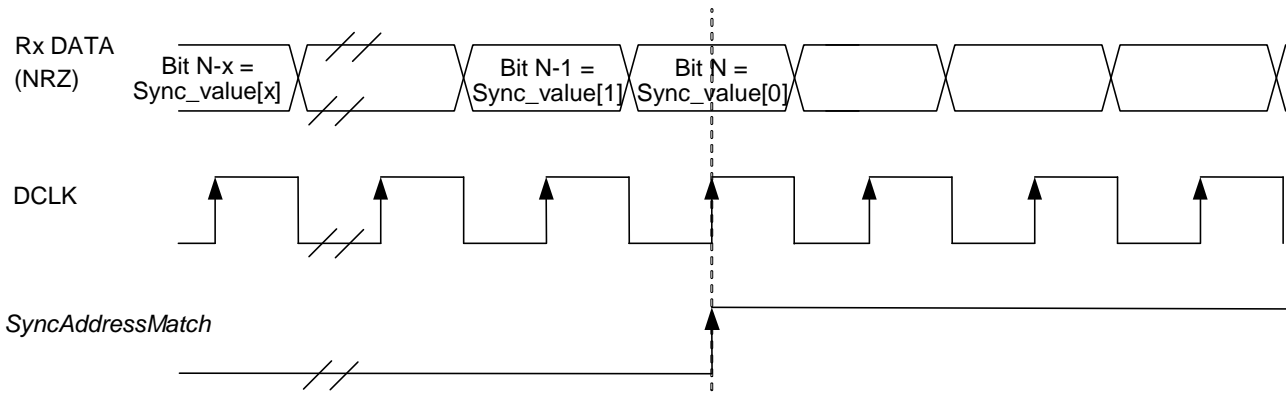 Rx DATA
(NRZ)
Bit N-x =
Sync_value[x]
Bit N-1 =
Sync_value[1]
Bit N =
Sync_value[0]
DCLK
SyncAddressMatch